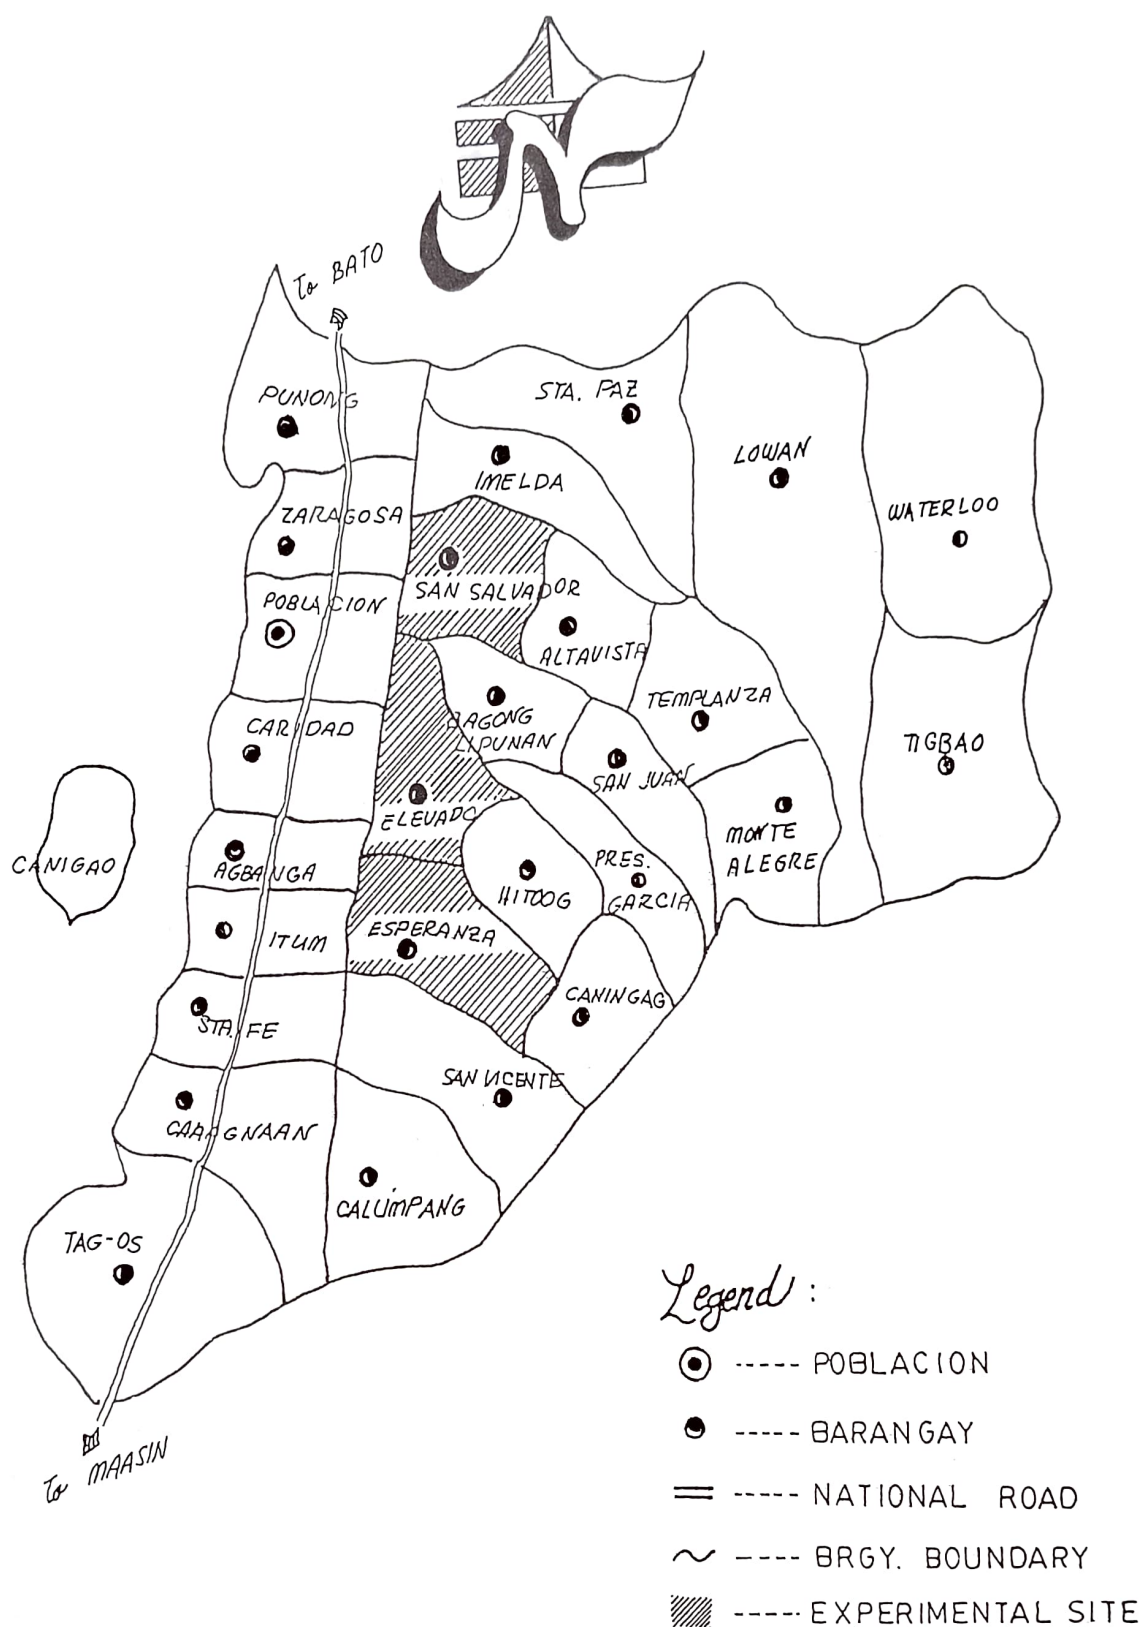 N
To BATO
PUNONG
STA. PAZ
LOWAN
IMELDA
WATERLOO
ZARAGOSA
SAN SALVADOR
POBLACION
ALTAVISTA
TEMPLANZA
BAGONG
LIPUNAN
CARIDAD
TIGBAO
SAN JUAN
ELEVADO
MONTE
ALEGRE
CANIGAO
AGBANGA
PRES.
GARCIA
HITOOG
ITUM
ESPERANZA
CANINGAG
STA. FE
SAN VICENTE
CAAGNAAN
CALUMPANG
TAG-OS
To MAASIN
Legend :
----- POBLACION
----- BARANGAY
----- NATIONAL ROAD
---- BRGY. BOUNDARY
----- EXPERIMENTAL SITE